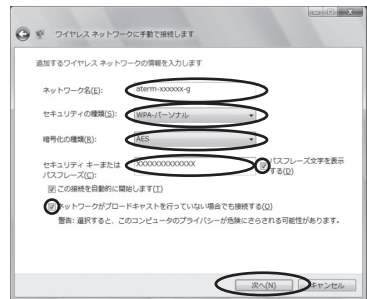 ワイヤレス ネットワークに手動で接続します
追加するワイヤレス ネットワークの情報を入力します
ネットワーク名(E): aterm-xxxxxx-g
セキュリティの種類(S): WPA-パーソナル
暗号化の種類(R): AES
セキュリティ キーまたは XXXXXXXXXXXXX パスフレーズ文字を表示
パスフレーズ(C): する(D)
この接続を自動的に開始します(T)
ネットワークがブロードキャストを行っていない場合でも接続する(O)
警告: 選択すると、このコンピュータのプライバシーが危険にさらされる可能性があります。
次へ(N) キャンセル